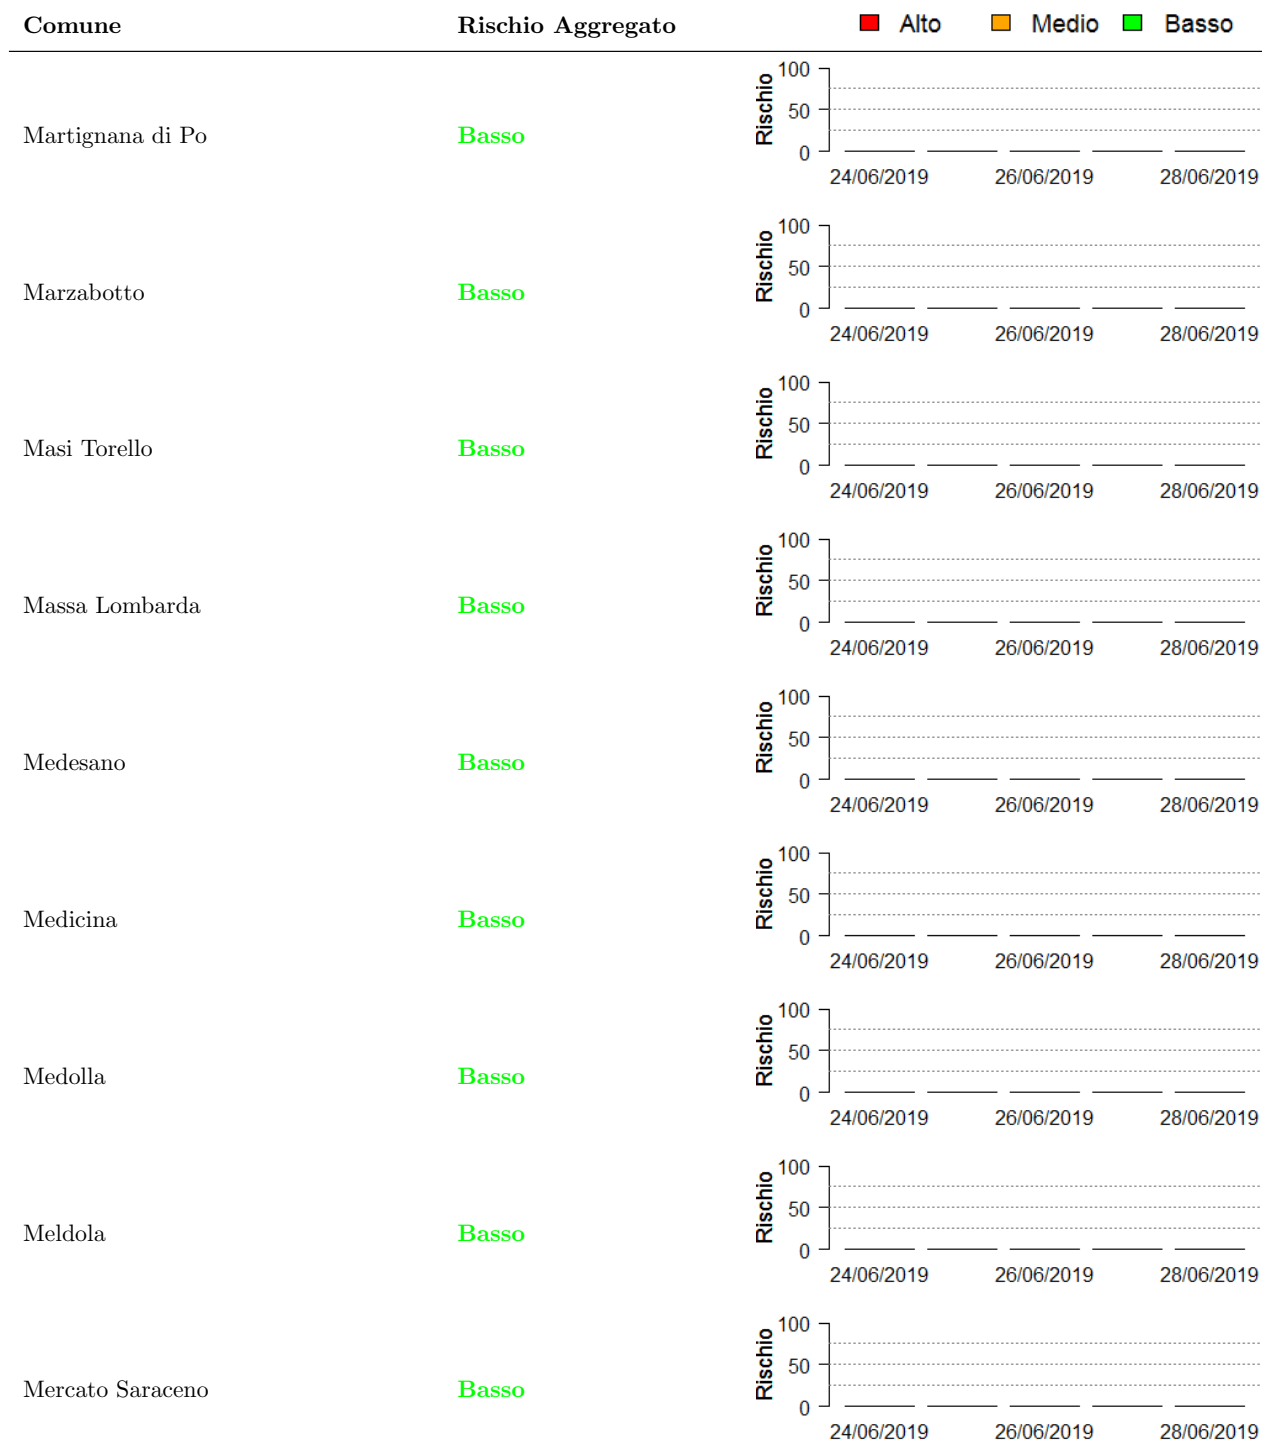 Comune Rischio Aggregato Alto Medio Basso
Martignana di Po Basso Rischio 100 50 0
24/06/2019 26/06/2019 28/06/2019
Marzabotto Basso Rischio 100 50 0
24/06/2019 26/06/2019 28/06/2019
Masi Torello Basso Rischio 100 50 0
24/06/2019 26/06/2019 28/06/2019
Massa Lombarda Basso Rischio 100 50 0
24/06/2019 26/06/2019 28/06/2019
Medesano Basso Rischio 100 50 0
24/06/2019 26/06/2019 28/06/2019
Medicina Basso Rischio 100 50 0
24/06/2019 26/06/2019 28/06/2019
Medolla Basso Rischio 100 50 0
24/06/2019 26/06/2019 28/06/2019
Meldola Basso Rischio 100 50 0
24/06/2019 26/06/2019 28/06/2019
Mercato Saraceno Basso Rischio 100 50 0
24/06/2019 26/06/2019 28/06/2019